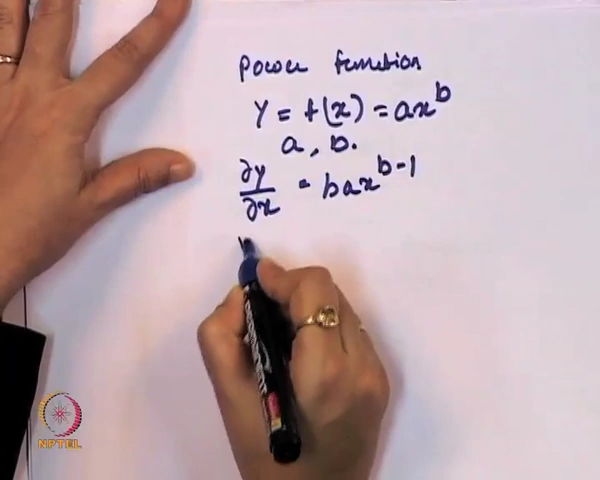 Power function
Y = f(x) = ax^b
a, b.
∂y/∂x = bax^b-1
NPTEL